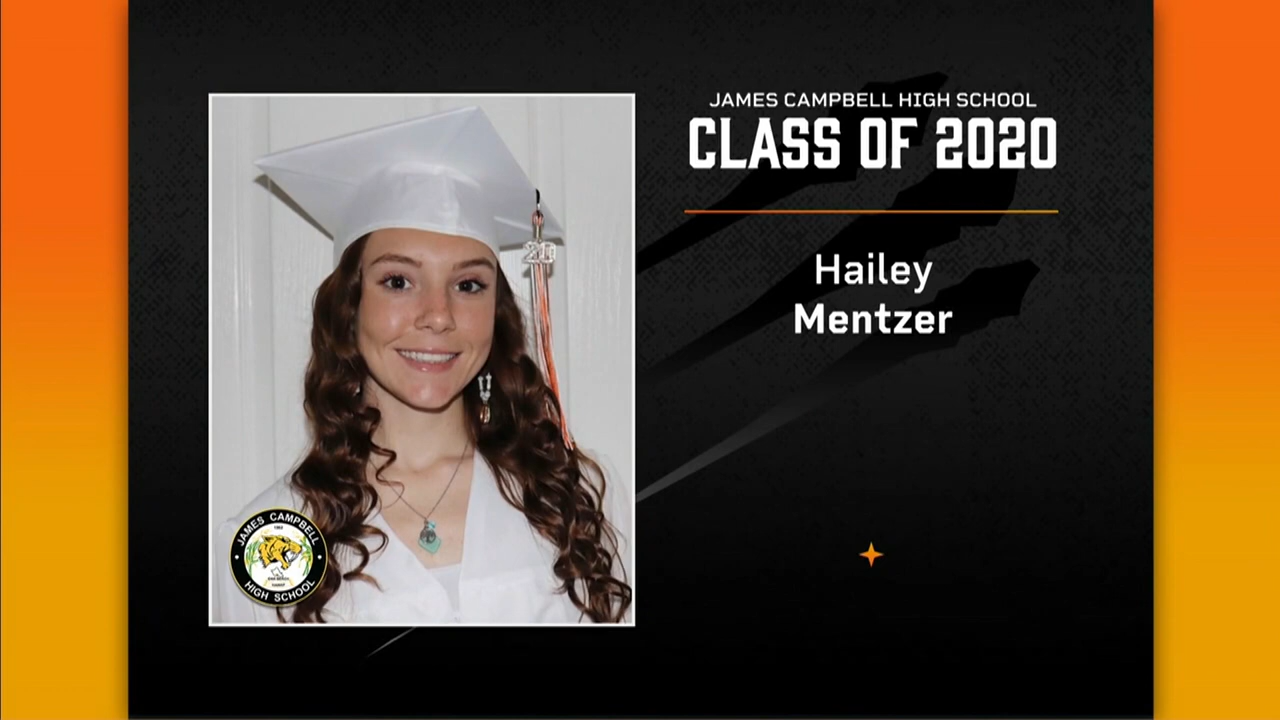 JAMES CAMPBELL HIGH SCHOOL
CLASS OF 2020
Hailey
Mentzer
20
JAMES CAMPBELL
HIGH SCHOOL